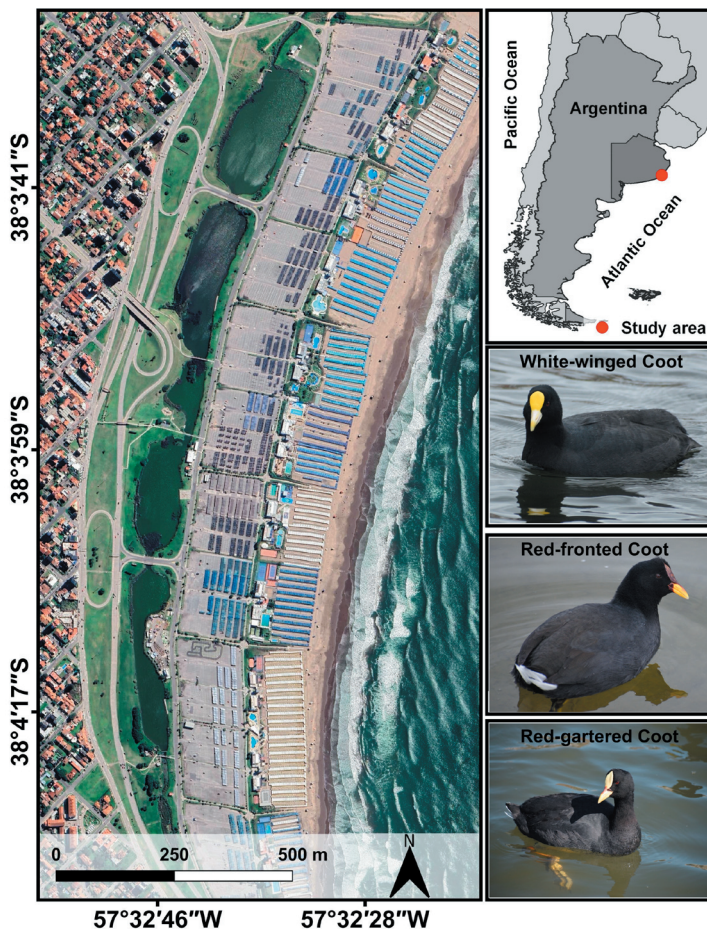 38°3′41″S
38°3′59″S
38°4′17″S
0
250
500 m
N
57°32′46″W
57°32′28″W
Pacific Ocean
Argentina
Atlantic Ocean
Study area
White-winged Coot
Red-fronted Coot
Red-gartered Coot